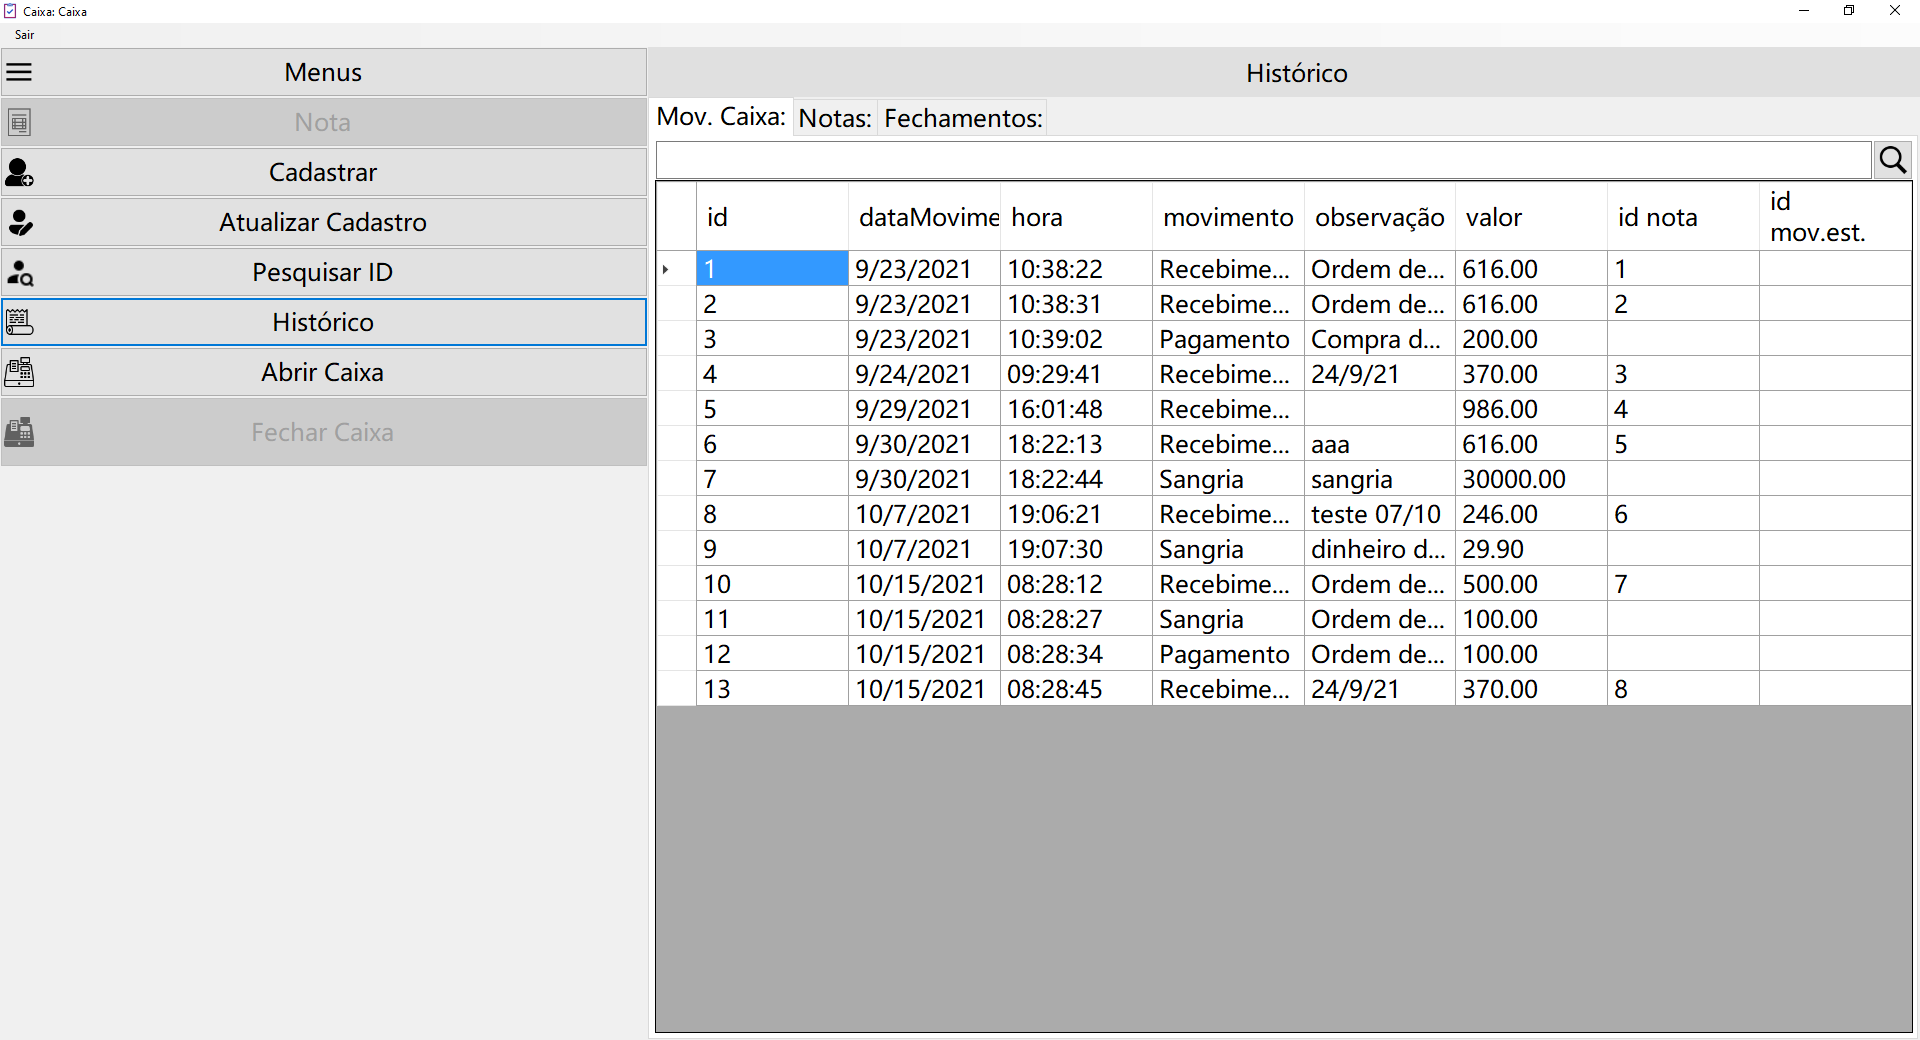 Caixa: Caixa
Sair
Menus
Nota
Cadastrar
Atualizar Cadastro
Pesquisar ID
Histórico
Abrir Caixa
Fechar Caixa
Histórico
Mov. Caixa: Notas: Fechamentos:
id dataMovime hora movimento observação valor id nota id mov.est.
1 9/23/2021 10:38:22 Recebime... Ordem de... 616.00 1
2 9/23/2021 10:38:31 Recebime... Ordem de... 616.00 2
3 9/23/2021 10:39:02 Pagamento Compra d... 200.00
4 9/24/2021 09:29:41 Recebime... 24/9/21 370.00 3
5 9/29/2021 16:01:48 Recebime... 986.00 4
6 9/30/2021 18:22:13 Recebime... aaa 616.00 5
7 9/30/2021 18:22:44 Sangria sangria 30000.00
8 10/7/2021 19:06:21 Recebime... teste 07/10 246.00 6
9 10/7/2021 19:07:30 Sangria dinheiro d... 29.90
10 10/15/2021 08:28:12 Recebime... Ordem de... 500.00 7
11 10/15/2021 08:28:27 Sangria Ordem de... 100.00
12 10/15/2021 08:28:34 Pagamento Ordem de... 100.00
13 10/15/2021 08:28:45 Recebime... 24/9/21 370.00 8